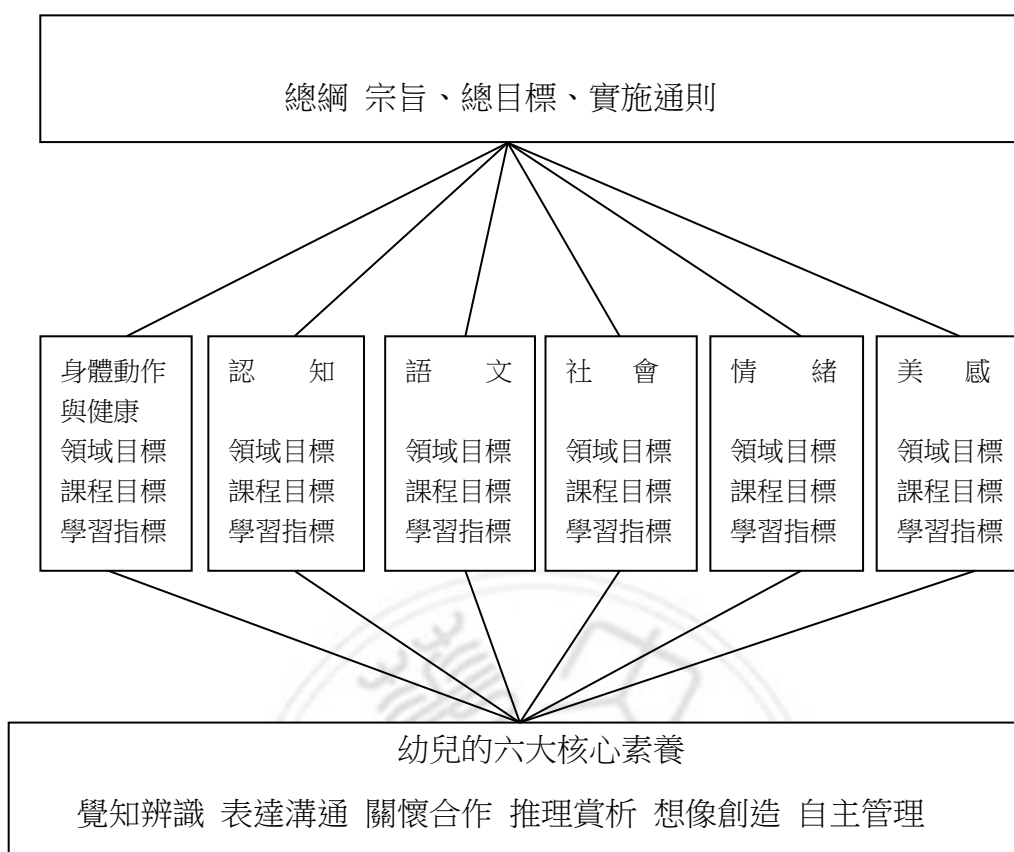 總綱 宗旨、總目標、實施通則
身體動作
與健康
領域目標
課程目標
學習指標
認 知
領域目標
課程目標
學習指標
語 文
領域目標
課程目標
學習指標
社 會
領域目標
課程目標
學習指標
情 緒
領域目標
課程目標
學習指標
美 感
領域目標
課程目標
學習指標
幼兒的六大核心素養
覺知辨識 表達溝通 關懷合作 推理賞析 想像創造 自主管理